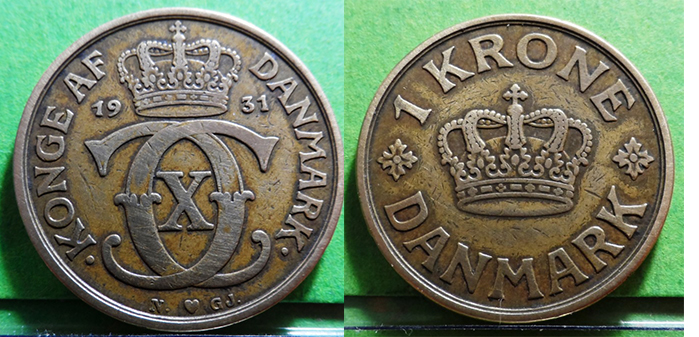 KONGE AF DANMARK.
19 31
C X C
N. ♥ GJ.
1 KRONE
DANMARK